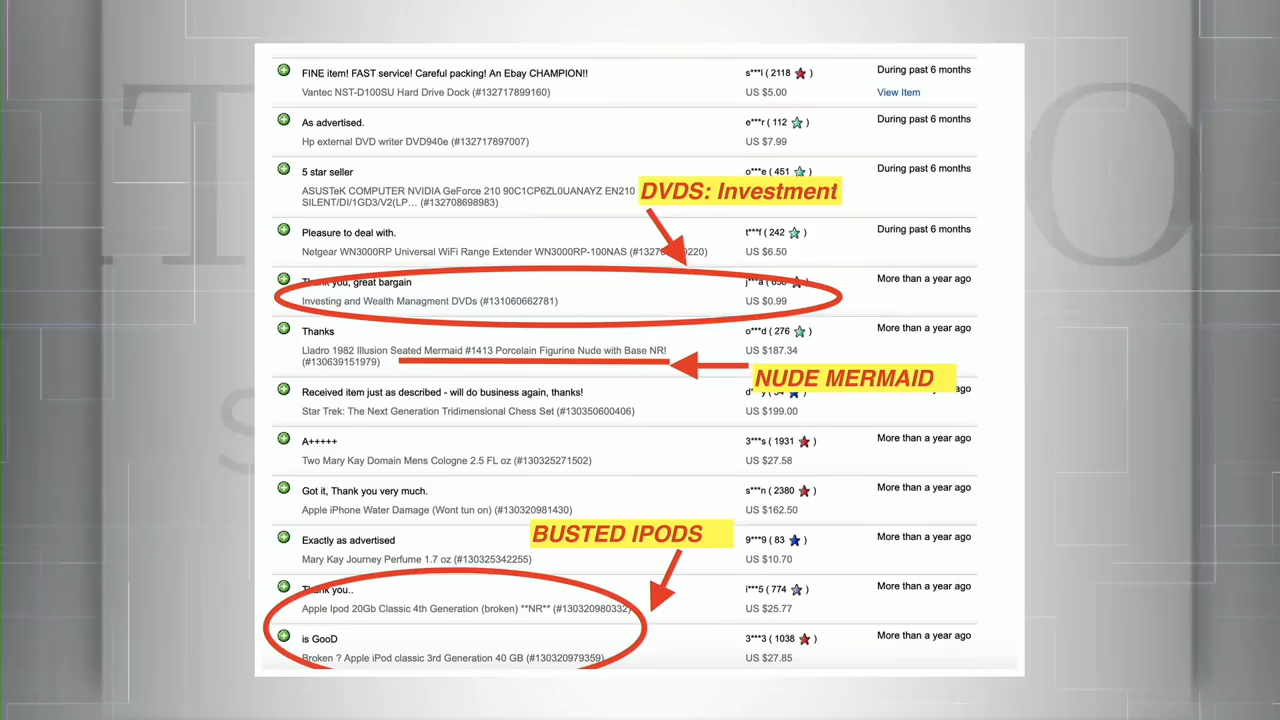 FINE item! FAST service! Careful packing! An Ebay CHAMPION!! s***l ( 2118 ) During past 6 months
Vantec NST-D100SU Hard Drive Dock (#132717899160) US $5.00 View Item
As advertised. e***r ( 112 ) During past 6 months
Hp external DVD writer DVD940e (#132717897007) US $7.99
5 star seller o***e ( 451 ) During past 6 months
ASUSTeK COMPUTER NVIDIA GeForce 210 90C1CP6ZL0UANAYZ EN210
SILENT/DI/1GD3/V2(LP… (#132708698983)
DVDS: Investment
Pleasure to deal with. t***f ( 242 ) During past 6 months
Netgear WN3000RP Universal WiFi Range Extender WN3000RP-100NAS US $6.50
Thank you, great bargain More than a year ago
Investing and Wealth Managment DVDs (#131060662781) US $0.99
Thanks o***d ( 276 ) More than a year ago
Lladro 1982 Illusion Seated Mermaid #1413 Porcelain Figurine Nude with Base NR! US $187.34
(#130639151979)
NUDE MERMAID
Received item just as described - will do business again, thanks! ago
Star Trek: The Next Generation Tridimensional Chess Set (#130350600406) US $199.00
A+++++ 3***s ( 1931 ) More than a year ago
Two Mary Kay Domain Mens Cologne 2.5 FL oz (#130325271502) US $27.58
Got it, Thank you very much. s***n ( 2380 ) More than a year ago
Apple iPhone Water Damage (Wont tun on) (#130320981430) US $162.50
BUSTED IPODS
Exactly as advertised 9***9 ( 83 ) More than a year ago
Mary Kay Journey Perfume 1.7 oz (#130325342255) US $10.70
Thank you.. i***5 ( 774 ) More than a year ago
Apple Ipod 20Gb Classic 4th Generation (broken) **NR** (#130320980332) US $25.77
is GooD 3***3 ( 1038 ) More than a year ago
Broken ? Apple iPod classic 3rd Generation 40 GB (#130320979359) US $27.85